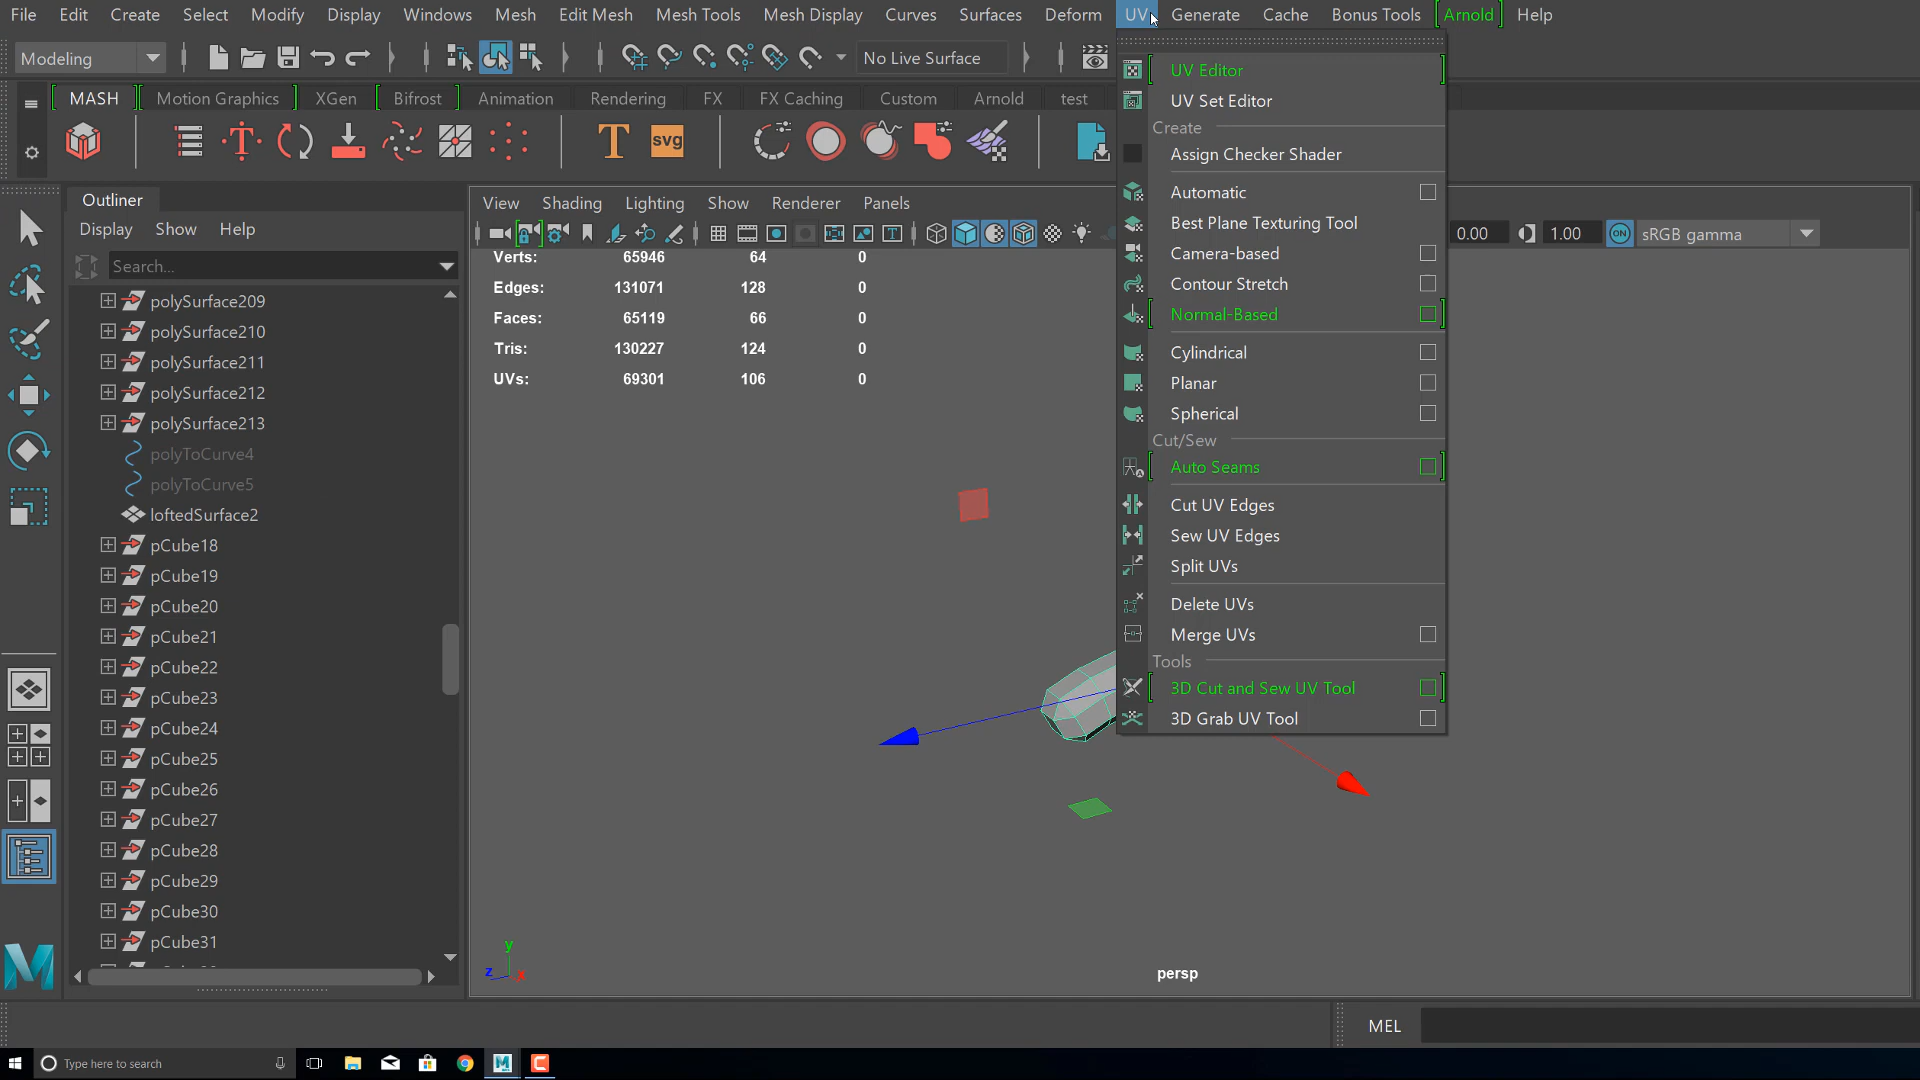 File Edit Create Select Modify Display Windows Mesh Edit Mesh Mesh Tools Mesh Display Curves Surfaces Deform UV Generate Cache Bonus Tools Arnold Help
Modeling No Live Surface
MASH Motion Graphics XGen Bifrost Animation Rendering FX FX Caching Custom Arnold test
T svg
Outliner
Display Show Help
Search...
polySurface209
polySurface210
polySurface211
polySurface212
polySurface213
polyToCurve4
polyToCurve5
loftedSurface2
pCube18
pCube19
pCube20
pCube21
pCube22
pCube23
pCube24
pCube25
pCube26
pCube27
pCube28
pCube29
pCube30
pCube31
View Shading Lighting Show Renderer Panels
0.00 1.00 ON sRGB gamma
Verts: 65946 64 0
Edges: 131071 128 0
Faces: 65119 66 0
Tris: 130227 124 0
UVs: 69301 106 0
UV Editor
UV Set Editor
Create
Assign Checker Shader
Automatic
Best Plane Texturing Tool
Camera-based
Contour Stretch
Normal-Based
Cylindrical
Planar
Spherical
Cut/Sew
Auto Seams
Cut UV Edges
Sew UV Edges
Split UVs
Delete UVs
Merge UVs
Tools
3D Cut and Sew UV Tool
3D Grab UV Tool
y
z x
persp
MEL
Type here to search